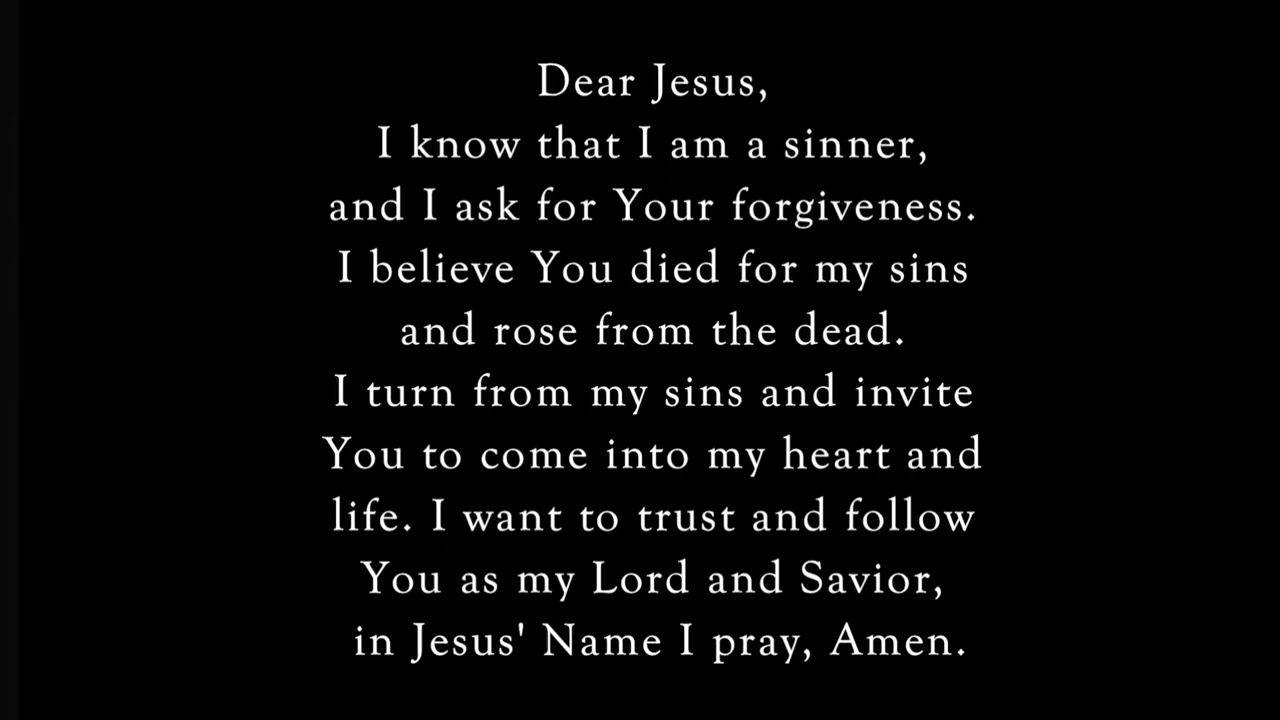 Dear Jesus,
I know that I am a sinner,
and I ask for Your forgiveness.
I believe You died for my sins
and rose from the dead.
I turn from my sins and invite
You to come into my heart and
life. I want to trust and follow
You as my Lord and Savior,
in Jesus' Name I pray, Amen.